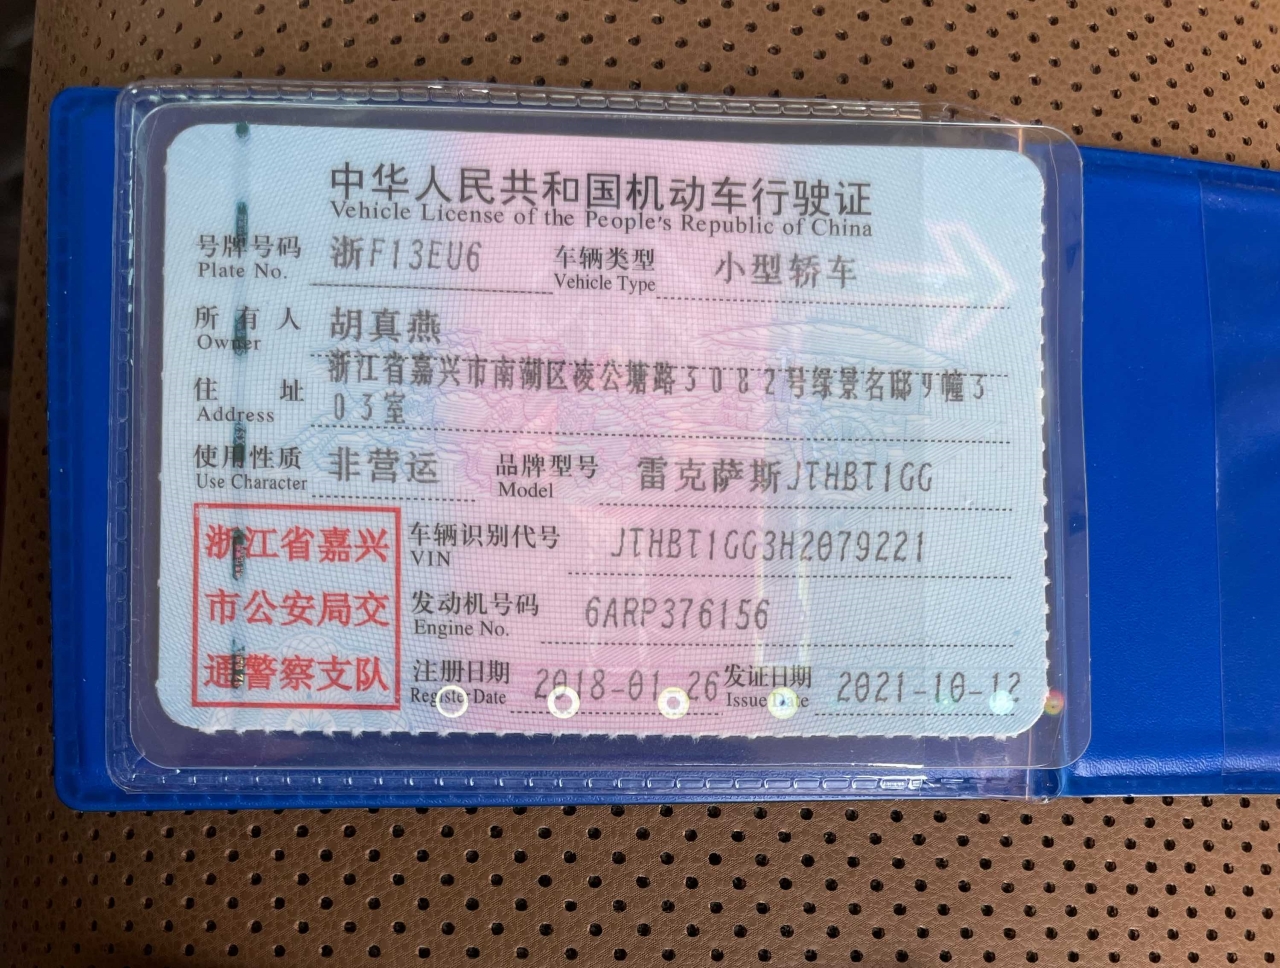 中华人民共和国机动车行驶证
Vehicle License of the People's Republic of China
号牌号码 浙F13EU6 车辆类型 小型轿车
Plate No. Vehicle Type
所有人 胡真燕
Owner
浙江省嘉兴市南湖区凌公塘路3082号绿景名邸9幢3
住址 03室
Address
使用性质 非营运 品牌型号 雷克萨斯JTHBT1GG
Use Character Model
浙江省嘉兴 车辆识别代号 JTHBT1GG3H2079221
VIN
市公安局交 发动机号码 6ARP376156
Engine No.
通警察支队 注册日期 2018-01-26 发证日期 2021-10-12
Register Date Issue Date